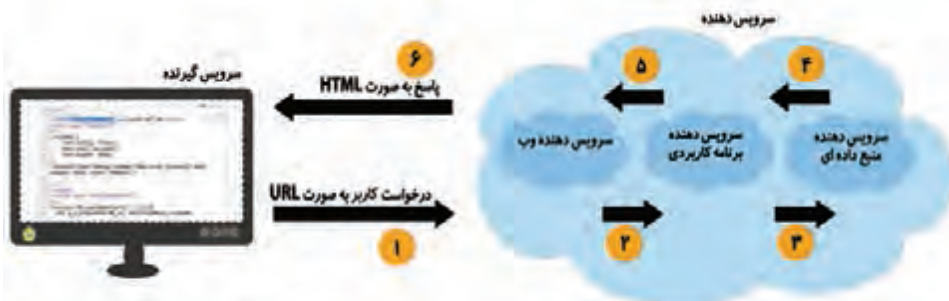 سرویس دهنده
سرویس گیرنده
۶
پاسخ به صورت HTML
۵
۴
سرویس دهنده وب
سرویس دهنده
برنامه کاربردی
سرویس دهنده
منبع داده ای
درخواست کاربر به صورت URL
۱
۲
۳